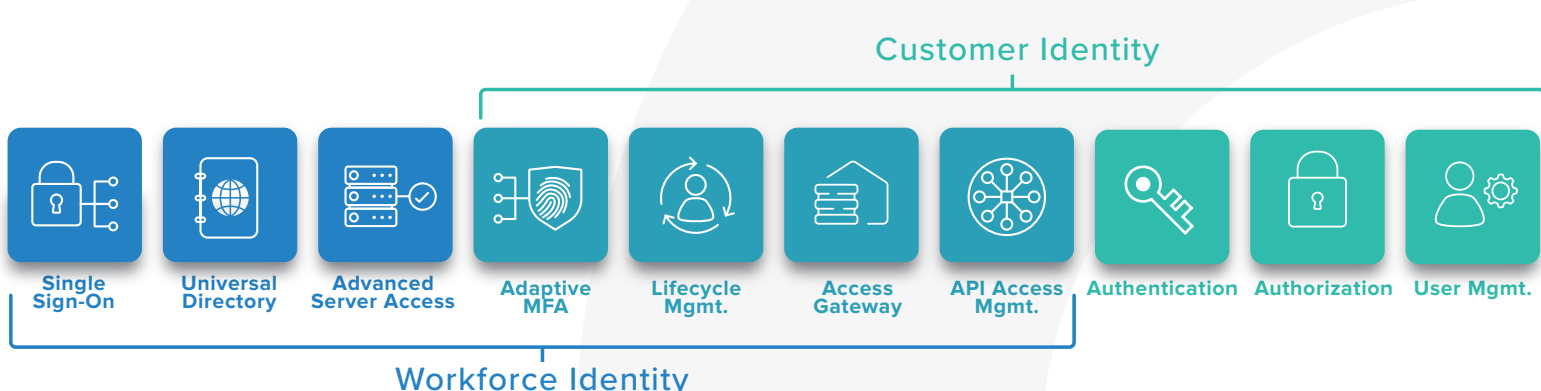 Customer Identity
Single
Sign-On
Universal
Directory
Advanced
Server Access
Adaptive
MFA
Lifecycle
Mgmt.
Access
Gateway
API Access
Mgmt.
Authentication
Authorization
User Mgmt.
Workforce Identity